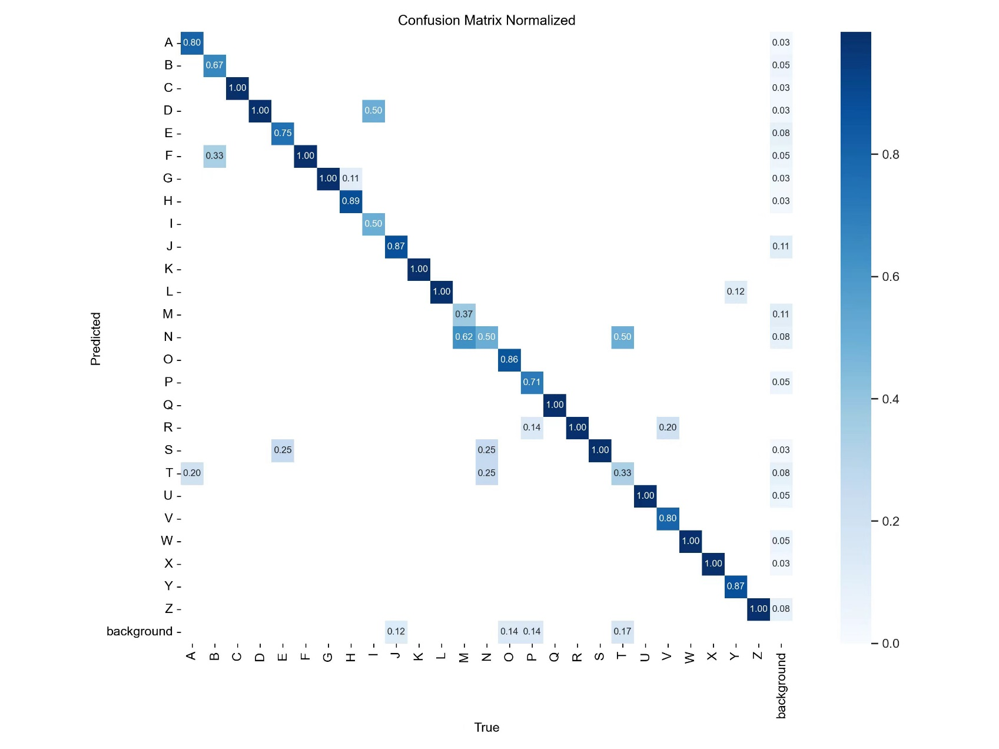 Confusion Matrix Normalized
A 0.80 0.03
B 0.67 0.05
C 1.00 0.03
D 1.00 0.50 0.03
E 0.75 0.08
F 0.33 1.00 0.05 0.8
G 1.00 0.11 0.03
H 0.89 0.03
I 0.50
J 0.87 0.11
K 1.00 0.6
L 1.00 0.12
M 0.37 0.11
N 0.62 0.50 0.50 0.08
O 0.86
P 0.71 0.05
Q 1.00 0.4
R 0.14 1.00 0.20
S 0.25 0.25 1.00 0.03
T 0.20 0.25 0.33 0.08
U 1.00 0.05
V 0.80 0.2
W 1.00 0.05
X 1.00 0.03
Y 0.87
Z 1.00 0.08
background 0.12 0.14 0.14 0.17 0.0
A B C D E F G H I J K L M N O P Q R S T U V W X Y Z background
Predicted
True